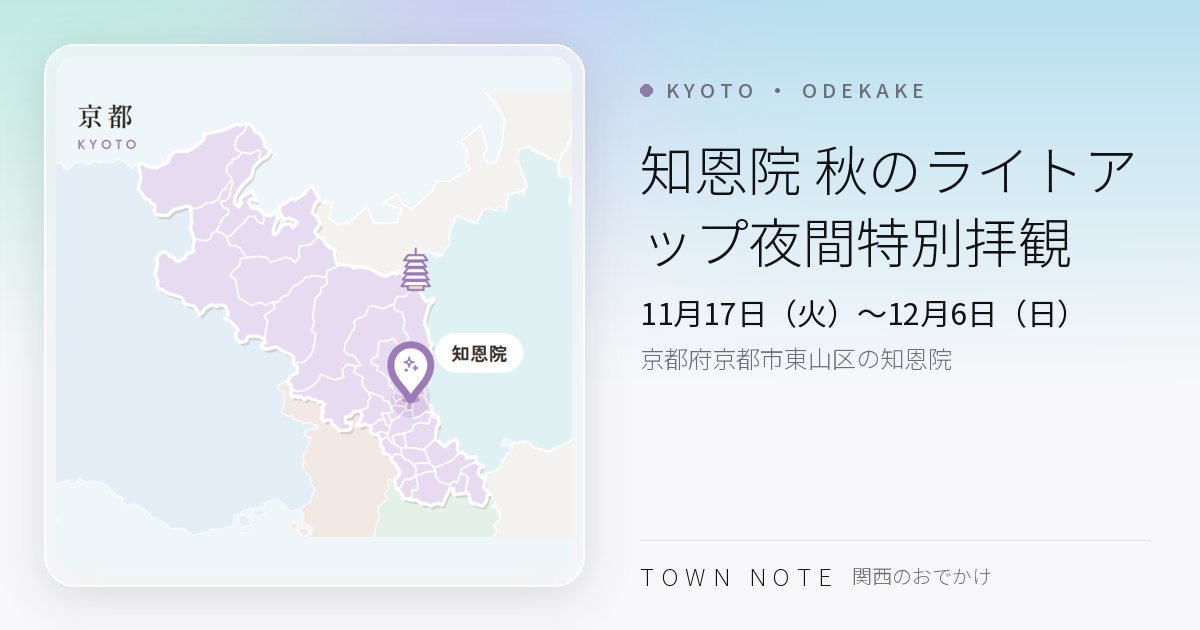 京都
KYOTO
知恩院
KYOTO • ODEKAKE
知恩院 秋のライトア
ップ夜間特別拝観
11月17日（火）〜12月6日（日）
京都府京都市東山区の知恩院
TOWN NOTE 関西のおでかけ